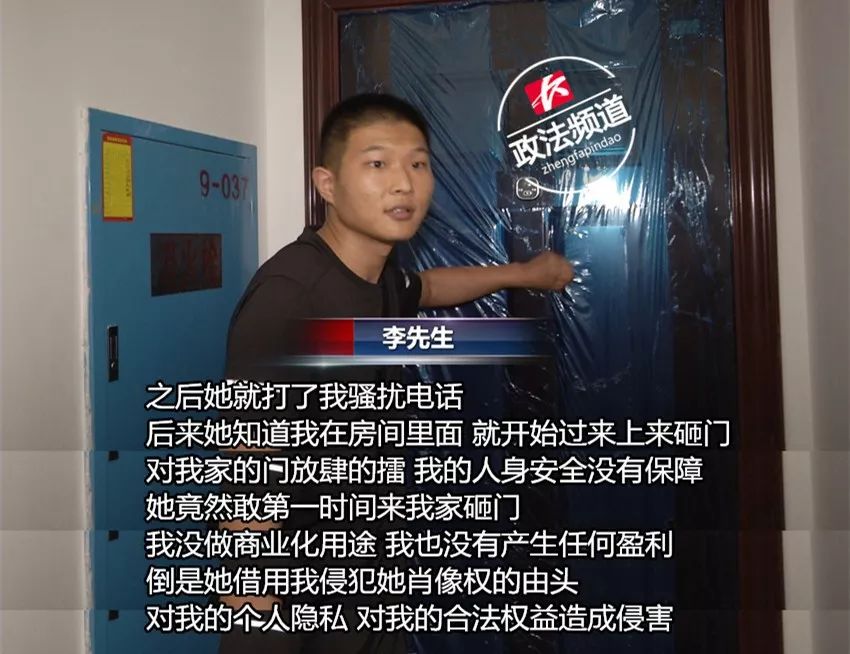 政法频道
zhengfapindao
9-037
消火栓
李先生
之后她就打了我骚扰电话
后来她知道我在房间里面 就开始过来上来砸门
对我家的门放肆的擂 我的人身安全没有保障
她竟然敢第一时间来我家砸门
我没做商业化用途 我也没有产生任何盈利
倒是她借用我侵犯她肖像权的由头
对我的个人隐私 对我的合法权益造成侵害